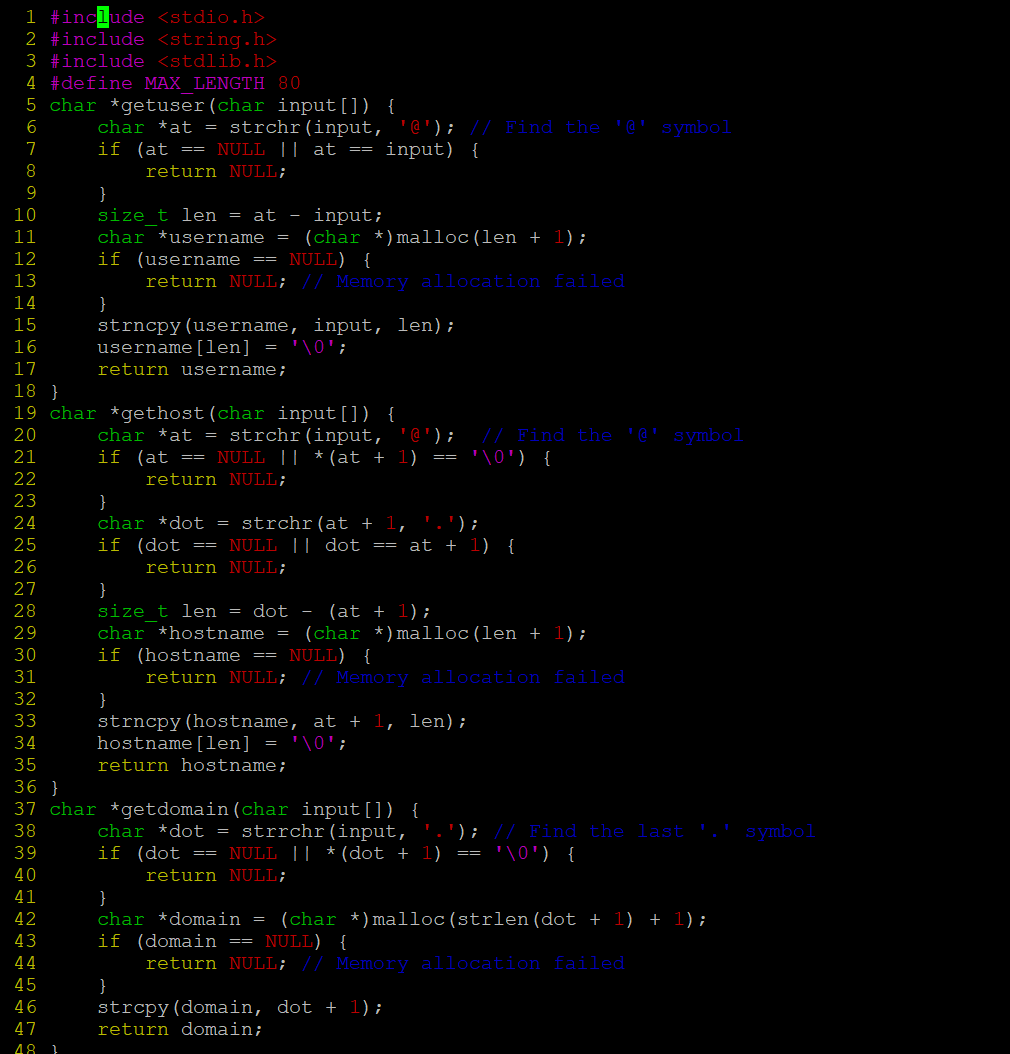 1 #include <stdio.h>
2 #include <string.h>
3 #include <stdlib.h>
4 #define MAX_LENGTH 80
5 char *getuser(char input[]) {
6     char *at = strchr(input, '@'); // Find the '@' symbol
7     if (at == NULL || at == input) {
8         return NULL;
9     }
10     size_t len = at - input;
11     char *username = (char *)malloc(len + 1);
12     if (username == NULL) {
13         return NULL; // Memory allocation failed
14     }
15     strncpy(username, input, len);
16     username[len] = '\0';
17     return username;
18 }
19 char *gethost(char input[]) {
20     char *at = strchr(input, '@');  // Find the '@' symbol
21     if (at == NULL || *(at + 1) == '\0') {
22         return NULL;
23     }
24     char *dot = strchr(at + 1, '.');
25     if (dot == NULL || dot == at + 1) {
26         return NULL;
27     }
28     size_t len = dot - (at + 1);
29     char *hostname = (char *)malloc(len + 1);
30     if (hostname == NULL) {
31         return NULL; // Memory allocation failed
32     }
33     strncpy(hostname, at + 1, len);
34     hostname[len] = '\0';
35     return hostname;
36 }
37 char *getdomain(char input[]) {
38     char *dot = strrchr(input, '.'); // Find the last '.' symbol
39     if (dot == NULL || *(dot + 1) == '\0') {
40         return NULL;
41     }
42     char *domain = (char *)malloc(strlen(dot + 1) + 1);
43     if (domain == NULL) {
44         return NULL; // Memory allocation failed
45     }
46     strcpy(domain, dot + 1);
47     return domain;
48 }